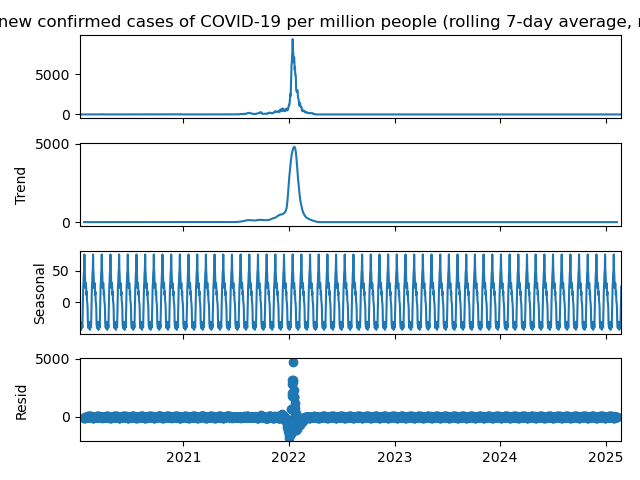 new confirmed cases of COVID-19 per million people (rolling 7-day average,
5000
0
5000
Trend
0
50
Seasonal
0
5000
Resid
0
2021 2022 2023 2024 2025